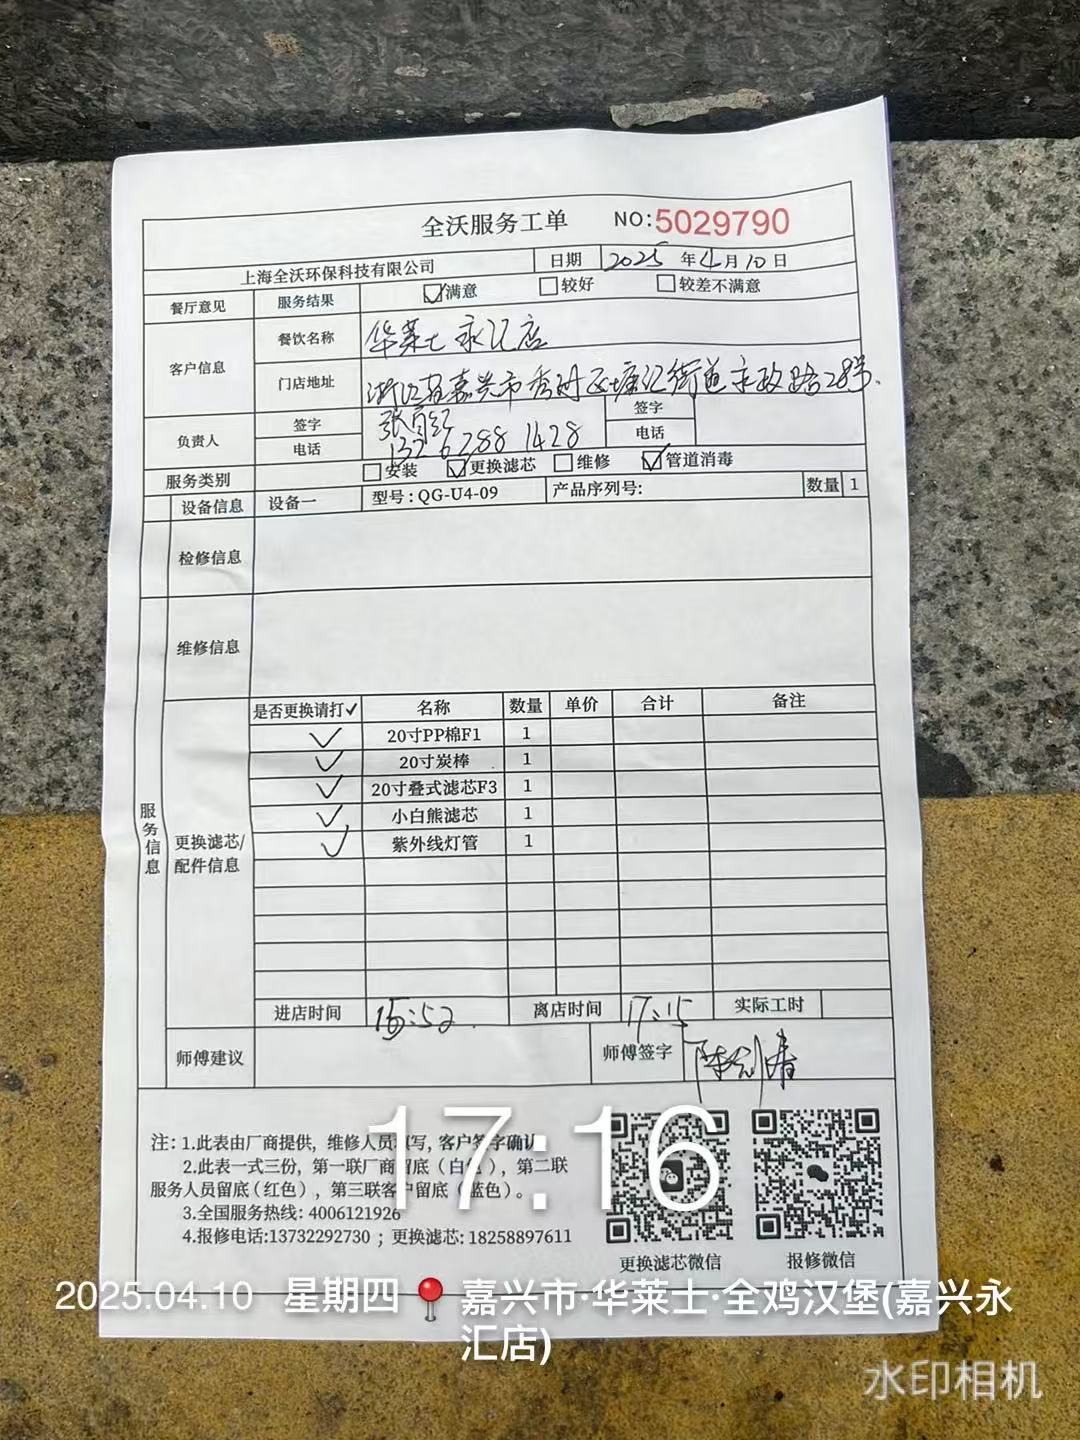 全沃服务工单 NO:5029790
上海全沃环保科技有限公司 日期 2025 年 4 月 10 日
餐厅意见 服务结果 满意 较好 较差不满意
客户信息 餐饮名称 华莱士 永汇店
门店地址 浙江省嘉兴市秀洲区塘汇街道永政路28号
负责人 签字 签字
电话 电话
服务类别 安装 更换滤芯 维修 管道消毒
设备信息 设备一 型号：QG-U4-09 产品序列号： 数量 1
检修信息
维修信息
服务信息
更换滤芯/配件信息
是否更换请打✓ 名称 数量 单价 合计 备注
✓ 20寸PP棉F1 1
✓ 20寸炭棒 1
✓ 20寸叠式滤芯F3 1
✓ 小白熊滤芯 1
✓ 紫外线灯管 1
进店时间 15:52 离店时间 17:15 实际工时
师傅建议 师傅签字
注：1.此表由厂商提供，维修人员填写，客户签字确认
2.此表一式三份，第一联厂商留底（白色），第二联
服务人员留底（红色），第三联客户留底（蓝色）。
3.全国服务热线：4006121926
4.报修电话:13732292730 ；更换滤芯: 18258897611
更换滤芯微信 报修微信
17:16
2025.04.10 星期四 嘉兴市·华莱士·全鸡汉堡(嘉兴永
汇店)
水印相机